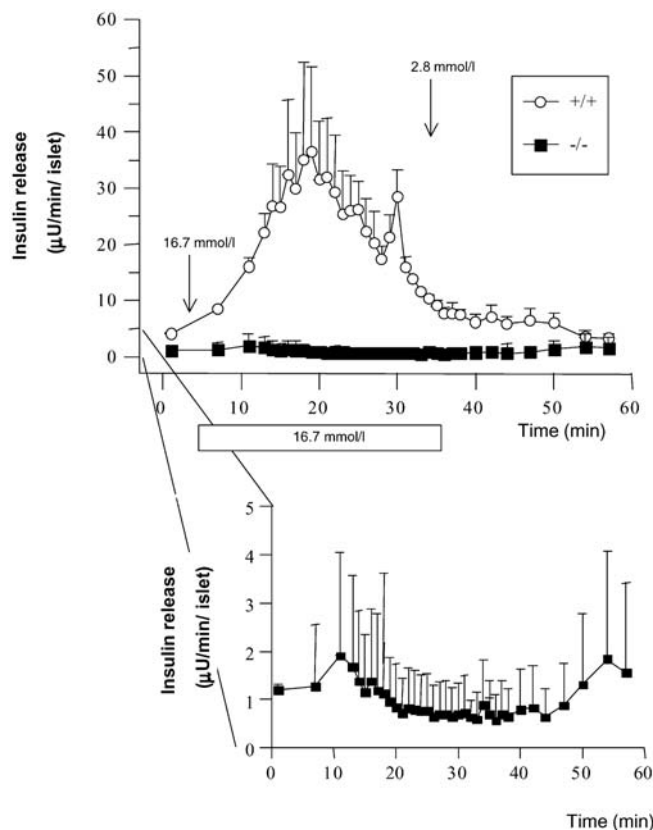 60
50
40
30
20
10
0
Insulin release
(µU/min/ islet)
16.7 mmol/l
2.8 mmol/l
+/+
-/-
0 10 20 30 40 50 60
Time (min)
16.7 mmol/l
5
4
3
2
1
0
Insulin release
(µU/min/ islet)
0 10 20 30 40 50 60
Time (min)